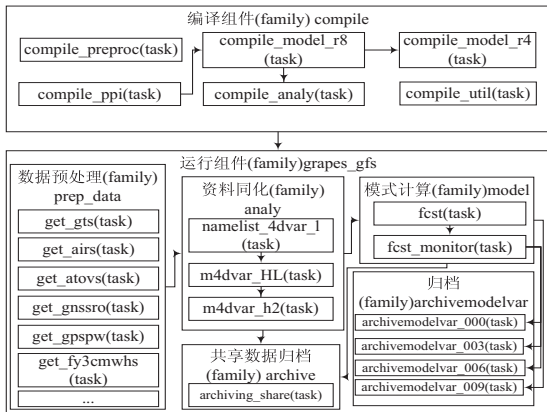 编译组件(family) compile
compile_preproc(task)
compile_model_r8
(task)
compile_model_r4
(task)
compile_ppi(task)
compile_analy(task)
compile_util(task)
运行组件(family)grapes_gfs
数据预处理(family)
prep_data
get_gts(task)
get_airs(task)
get_atovs(task)
get_gnssro(task)
get_gpspw(task)
get_fy3cmwhs
(task)
...
资料同化(family)
analy
namelist_4dvar_l
(task)
m4dvar_HL(task)
m4dvar_h2(task)
共享数据归档
(family) archive
archiving_share(task)
模式计算(family)model
fcst(task)
fcst_monitor(task)
归档
(family)archivemodelvar
archivemodelvar_000(task)
archivemodelvar_003(task)
archivemodelvar_006(task)
archivemodelvar_009(task)